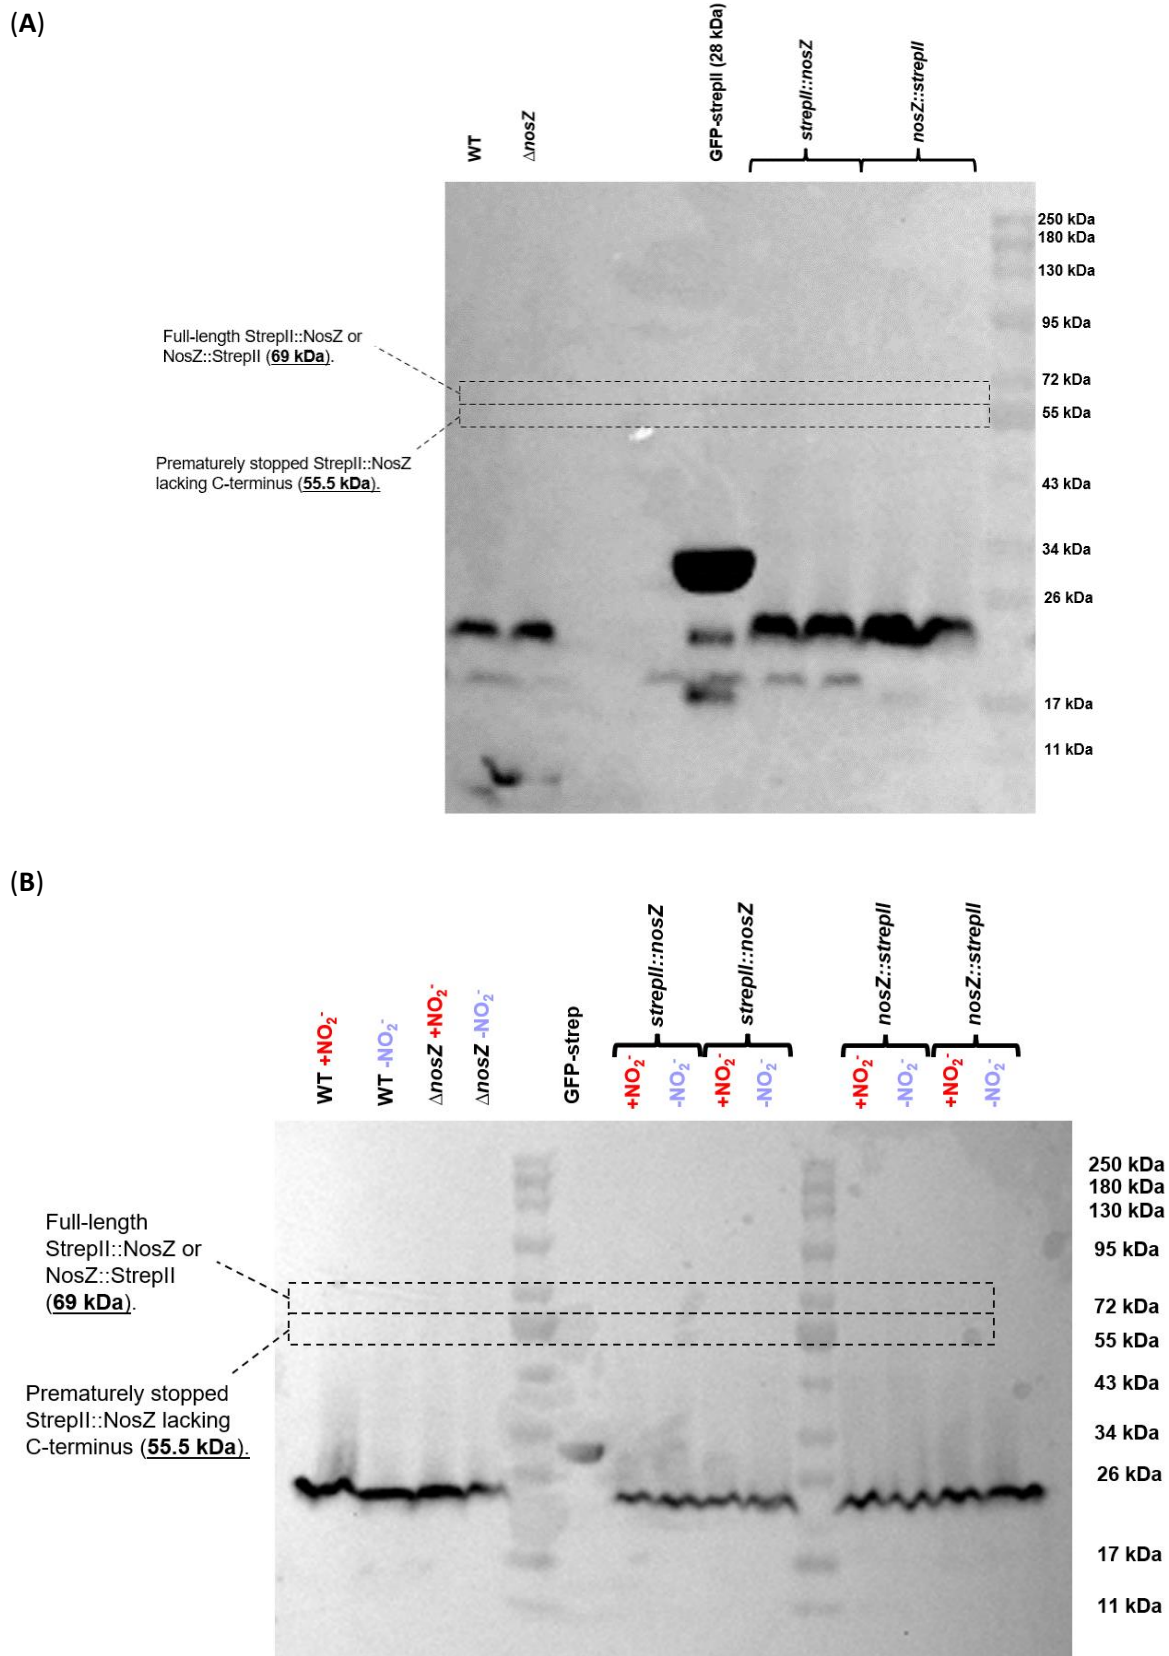 (A)
WT
ΔnosZ
GFP-strepII (28 kDa)
strepII::nosZ
nosZ::strepII
250 kDa
180 kDa
130 kDa
95 kDa
72 kDa
55 kDa
43 kDa
34 kDa
26 kDa
17 kDa
11 kDa
Full-length StrepII::NosZ or
NosZ::StrepII (69 kDa).
Prematurely stopped StrepII::NosZ
lacking C-terminus (55.5 kDa).
(B)
WT +NO₂⁻
WT -NO₂⁻
ΔnosZ +NO₂⁻
ΔnosZ -NO₂⁻
GFP-strep
strepII::nosZ
strepII::nosZ
nosZ::strepII
nosZ::strepII
+NO₂⁻
-NO₂⁻
+NO₂⁻
-NO₂⁻
+NO₂⁻
-NO₂⁻
+NO₂⁻
-NO₂⁻
250 kDa
180 kDa
130 kDa
95 kDa
72 kDa
55 kDa
43 kDa
34 kDa
26 kDa
17 kDa
11 kDa
Full-length
StrepII::NosZ or
NosZ::StrepII
(69 kDa).
Prematurely stopped
StrepII::NosZ lacking
C-terminus (55.5 kDa).